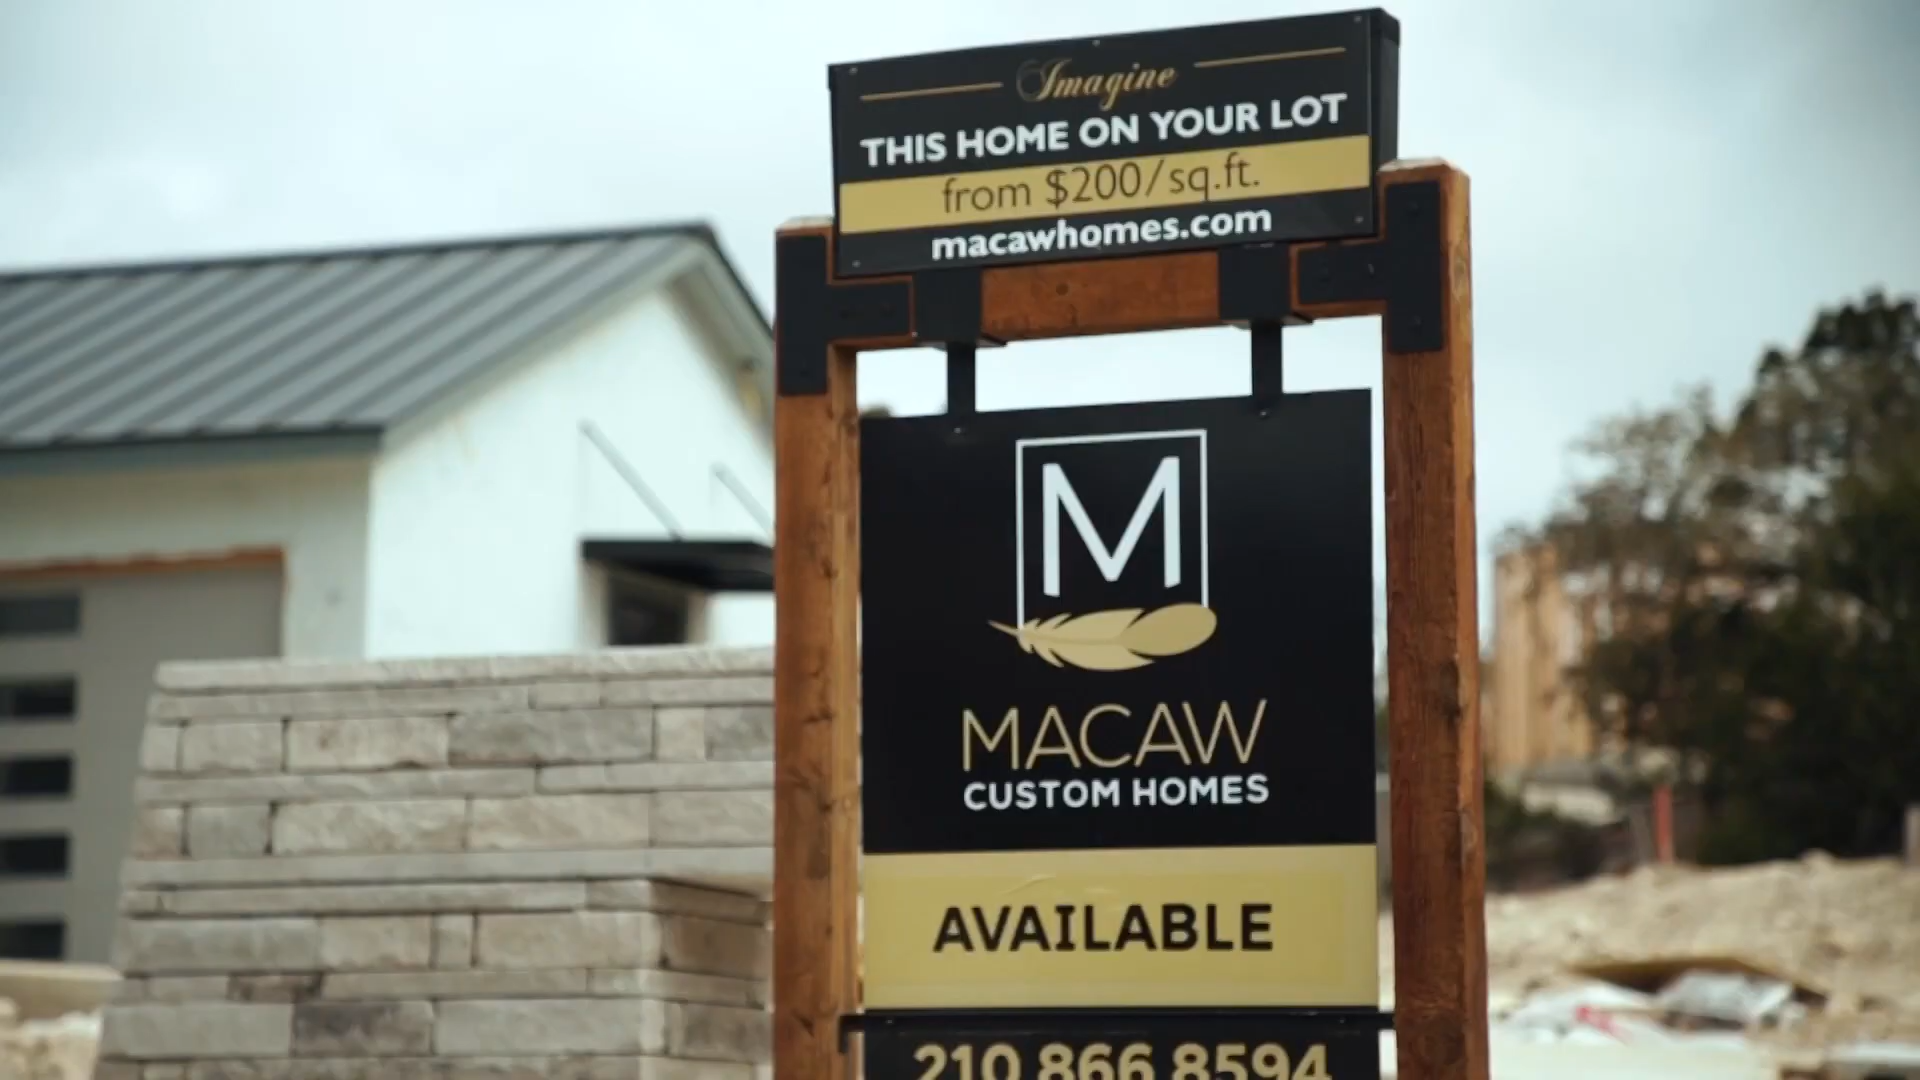 Imagine
THIS HOME ON YOUR LOT
from $200/sq.ft.
macawhomes.com
M
MACAW
CUSTOM HOMES
AVAILABLE
210 866 8594